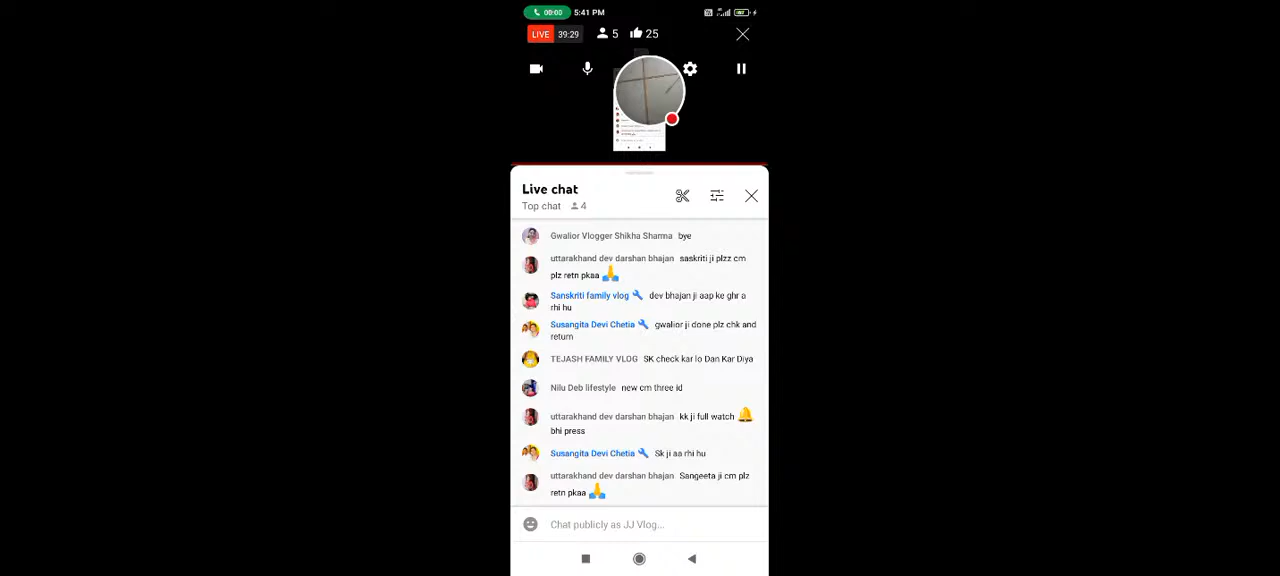 00:00 5:41 PM
LIVE 39:29 5 25
Live chat
Top chat 4
Gwalior Vlogger Shikha Sharma bye
uttarakhand dev darshan bhajan saskriti ji plzz cm
plz retn pkaa 🙏
Sanskriti family vlog dev bhajan ji aap ke ghr a
rhi hu
Susangita Devi Chetia gwalior ji done plz chk and
return
TEJASH FAMILY VLOG SK check kar lo Dan Kar Diya
Nilu Deb lifestyle new cm three id
uttarakhand dev darshan bhajan kk ji full watch 🔔
bhi press
Susangita Devi Chetia Sk ji aa rhi hu
uttarakhand dev darshan bhajan Sangeeta ji cm plz
retn pkaa 🙏
Chat publicly as JJ Vlog...